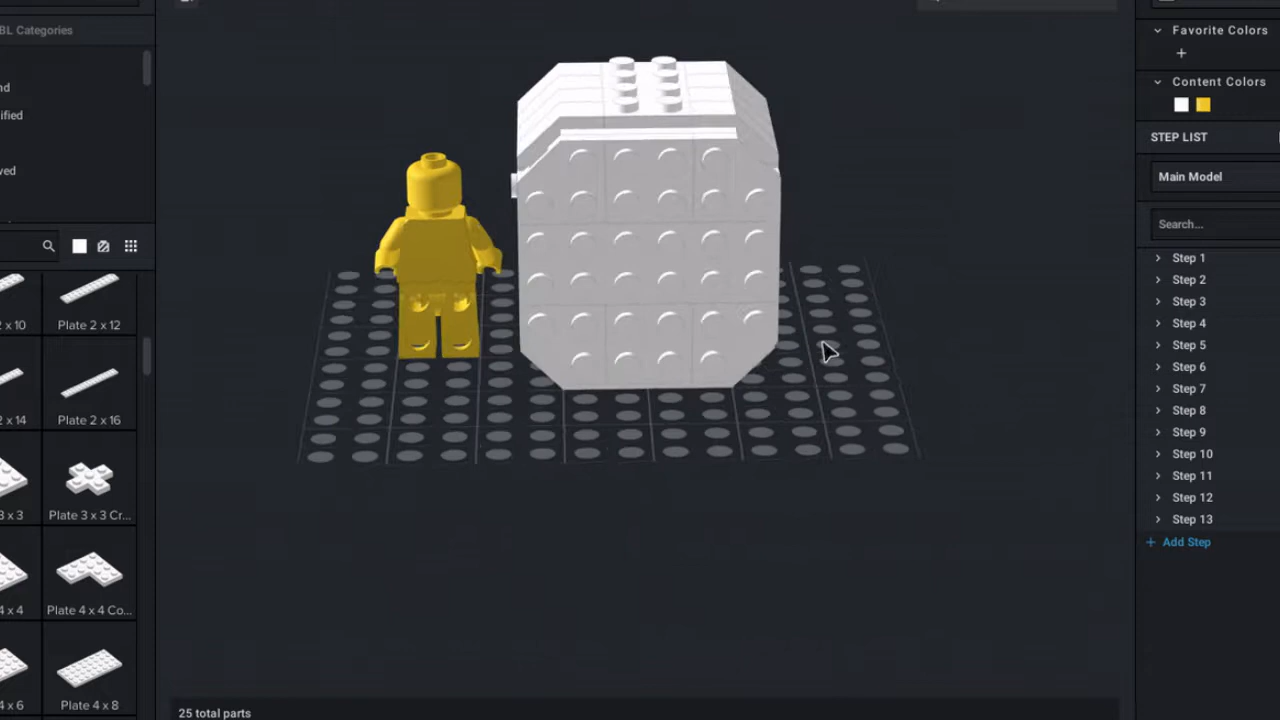 BL Categories
nd
ified
ved
2 x 10
Plate 2 x 12
2 x 14
Plate 2 x 16
3 x 3
Plate 3 x 3 Cr...
4 x 4
Plate 4 x 4 Co...
4 x 6
Plate 4 x 8
25 total parts
Favorite Colors
+
Content Colors
STEP LIST
Main Model
Search...
Step 1
Step 2
Step 3
Step 4
Step 5
Step 6
Step 7
Step 8
Step 9
Step 10
Step 11
Step 12
Step 13
+ Add Step